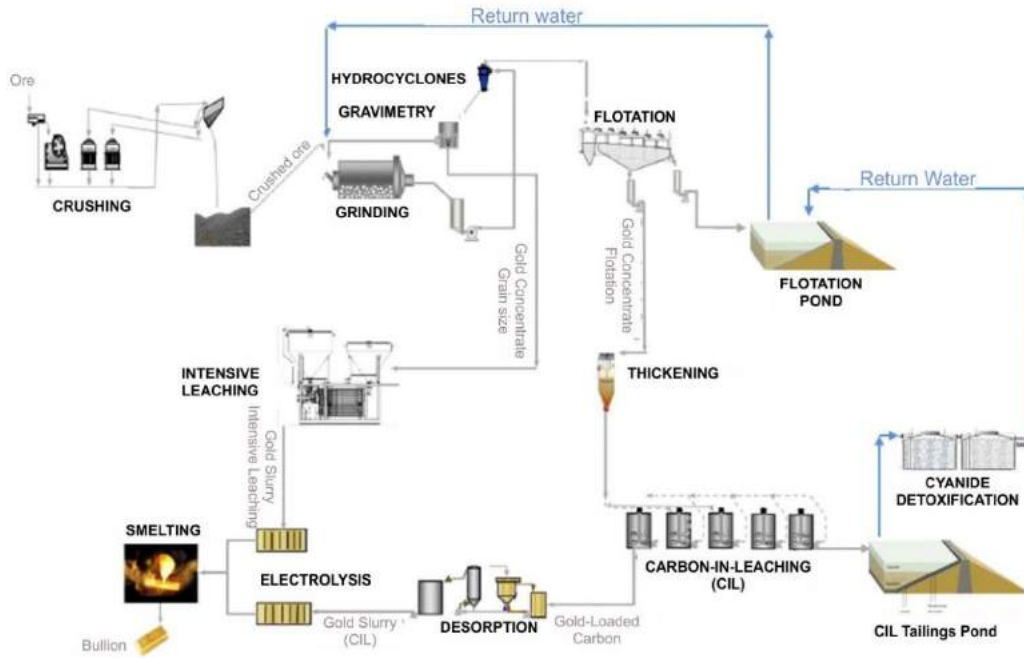 Return water
Ore
HYDROCYCLONES
GRAVIMETRY
FLOTATION
Crushed ore
CRUSHING
GRINDING
Return Water
FLOTATION
POND
Gold Concentrate
Grain size
Gold Concentrate
Flotation
INTENSIVE
LEACHING
THICKENING
Gold Slurry
Intensive Leaching
CYANIDE
DETOXIFICATION
SMELTING
ELECTROLYSIS
CARBON-IN-LEACHING
(CIL)
Gold Slurry
(CIL)
DESORPTION
Gold-Loaded
Carbon
CIL Tailings Pond
Bullion